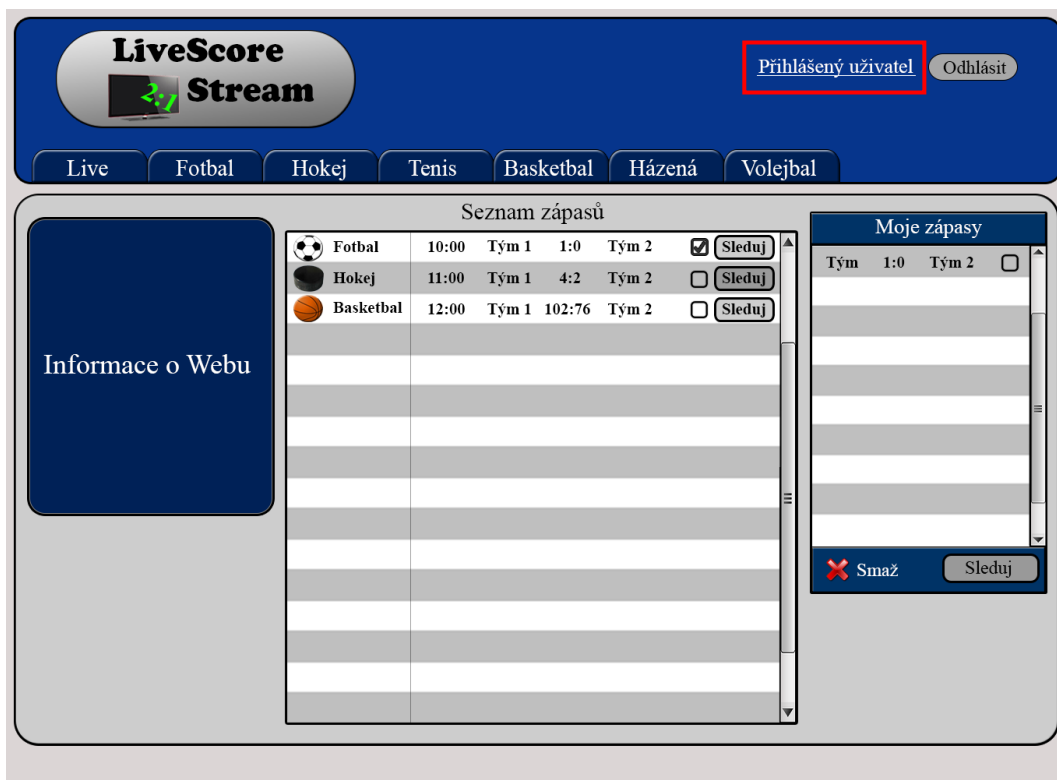 LiveScore
2:1 Stream
Přihlášený uživatel Odhlásit
Live Fotbal Hokej Tenis Basketbal Házená Volejbal
Seznam zápasů
Moje zápasy
Fotbal 10:00 Tým 1 1:0 Tým 2 Sleduj
Tým 1:0 Tým 2
Hokej 11:00 Tým 1 4:2 Tým 2 Sleduj
Basketbal 12:00 Tým 1 102:76 Tým 2 Sleduj
Informace o Webu
Smaž Sleduj